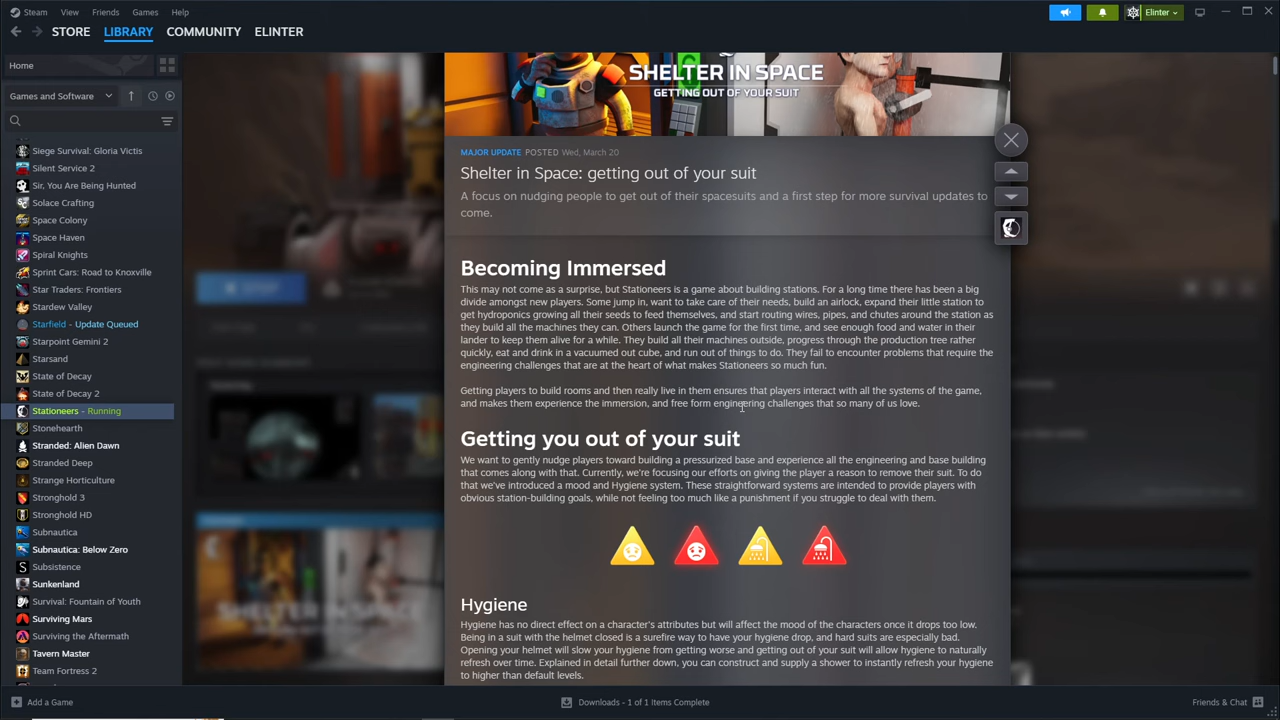 Steam View Friends Games Help
Elinter
STORE LIBRARY COMMUNITY ELINTER
Home
Games and Software
Siege Survival: Gloria Victis
Silent Service 2
Sir, You Are Being Hunted
Solace Crafting
Space Colony
Space Haven
Spiral Knights
Sprint Cars: Road to Knoxville
Star Traders: Frontiers
Stardew Valley
Starfield - Update Queued
Starpoint Gemini 2
Starsand
State of Decay
State of Decay 2
Stationeers - Running
Stonehearth
Stranded: Alien Dawn
Stranded Deep
Strange Horticulture
Stronghold 3
Stronghold HD
Subnautica
Subnautica: Below Zero
Subsistence
Sunkenland
Survival: Fountain of Youth
Surviving Mars
Surviving the Aftermath
Tavern Master
Team Fortress 2
SHELTER IN SPACE
GETTING OUT OF YOUR SUIT
MAJOR UPDATE POSTED Wed, March 20
Shelter in Space: getting out of your suit
A focus on nudging people to get out of their spacesuits and a first step for more survival updates to
come.
Becoming Immersed
This may not come as a surprise, but Stationeers is a game about building stations. For a long time there has been a big
divide amongst new players. Some jump in, want to take care of their needs, build an airlock, expand their little station to
get hydroponics growing all their seeds to feed themselves, and start routing wires, pipes, and chutes around the station as
they build all the machines they can. Others launch the game for the first time, and see enough food and water in their
lander to keep them alive for a while. They build all their machines outside, progress through the production tree rather
quickly, eat and drink in a vacuumed out cube, and run out of things to do. They fail to encounter problems that require the
engineering challenges that are at the heart of what makes Stationeers so much fun.
Getting players to build rooms and then really live in them ensures that players interact with all the systems of the game,
and makes them experience the immersion, and free form engineering challenges that so many of us love.
Getting you out of your suit
We want to gently nudge players toward building a pressurized base and experience all the engineering and base building
that comes along with that. Currently, we're focusing our efforts on giving the player a reason to remove their suit. To do
that we've introduced a mood and Hygiene system. These straightforward systems are intended to provide players with
obvious station-building goals, while not feeling too much like a punishment if you struggle to deal with them.
Hygiene
Hygiene has no direct effect on a character's attributes but will affect the mood of the characters once it drops too low.
Being in a suit with the helmet closed is a surefire way to have your hygiene drop, and hard suits are especially bad.
Opening your helmet will slow your hygiene from getting worse and getting out of your suit will allow hygiene to naturally
refresh over time. Explained in detail further down, you can construct and supply a shower to instantly refresh your hygiene
to higher than default levels.
Add a Game
Downloads - 1 of 1 Items Complete
Friends & Chat